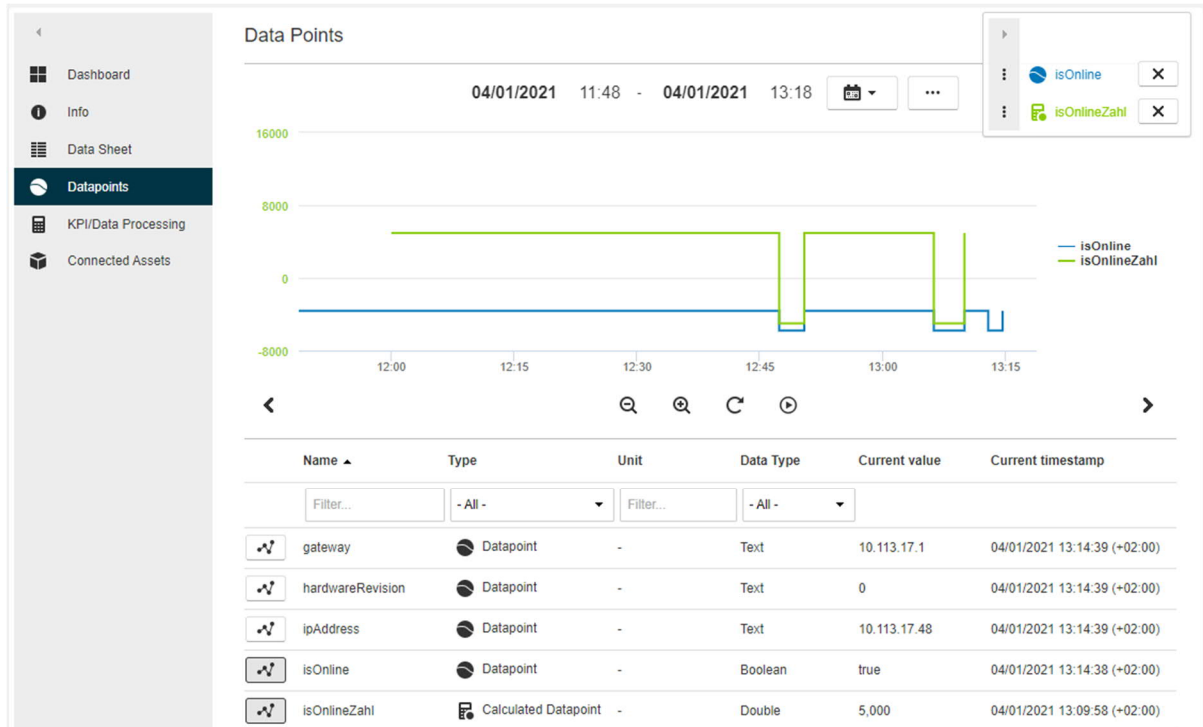 Data Points
Dashboard
Info
Data Sheet
Datapoints
KPI/Data Processing
Connected Assets
04/01/2021 11:48 - 04/01/2021 13:18
isOnline
isOnlineZahl
16000
8000
0
-8000
12:00 12:15 12:30 12:45 13:00 13:15
isOnline
isOnlineZahl
Name Type Unit Data Type Current value Current timestamp
Filter... - All - Filter... - All -
gateway Datapoint - Text 10.113.17.1 04/01/2021 13:14:39 (+02:00)
hardwareRevision Datapoint - Text 0 04/01/2021 13:14:39 (+02:00)
ipAddress Datapoint - Text 10.113.17.48 04/01/2021 13:14:39 (+02:00)
isOnline Datapoint - Boolean true 04/01/2021 13:14:38 (+02:00)
isOnlineZahl Calculated Datapoint - Double 5,000 04/01/2021 13:09:58 (+02:00)